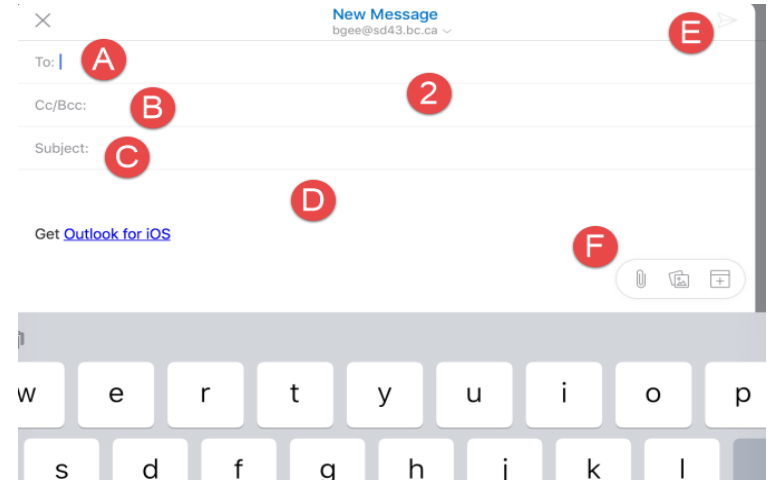 New Message
bgee@sd43.bc.ca
E
To:
A
Cc/Bcc:
B
2
Subject:
C
D
Get Outlook for iOS
F
w e r t y u i o p
s d f g h j k l